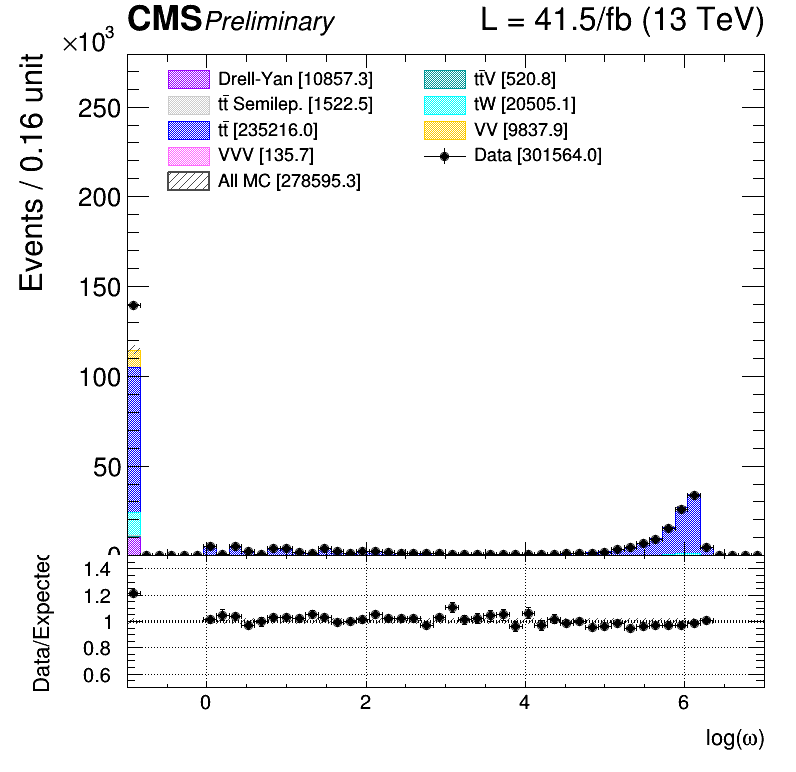 CMS Preliminary L = 41.5/fb (13 TeV)
×10³
Events / 0.16 unit
250
200
150
100
50
0
Drell-Yan [10857.3]
tt̄ Semilep. [1522.5]
tt̄ [235216.0]
VVV [135.7]
All MC [278595.3]
tt̄V [520.8]
tW [20505.1]
VV [9837.9]
Data [301564.0]
Data/Expected
1.4
1.2
1
0.8
0.6
0 2 4 6
log(ω)